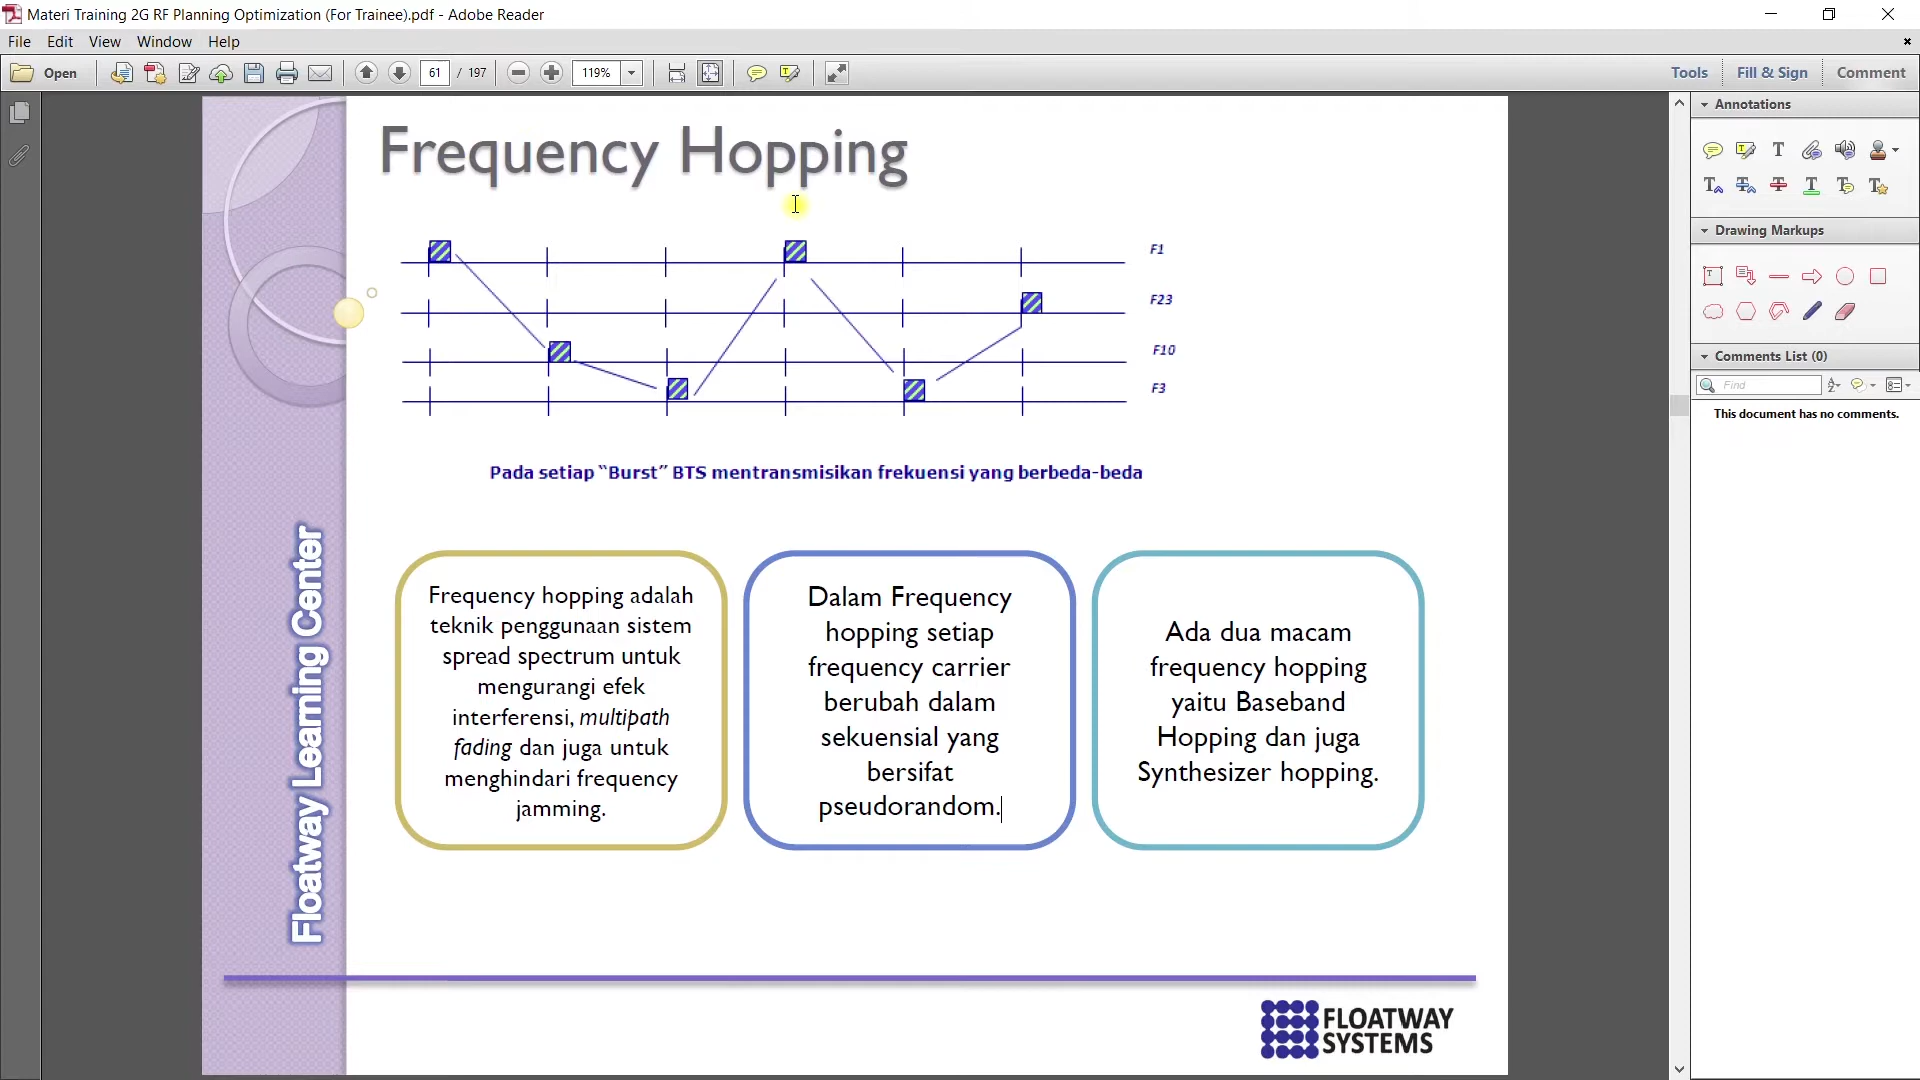 Materi Training 2G RF Planning Optimization (For Trainee).pdf - Adobe Reader
File Edit View Window Help
Open 61 / 197 119% Tools Fill & Sign Comment
Annotations
Drawing Markups
Comments List (0)
Find
This document has no comments.
Frequency Hopping
F1
F23
F10
F3
Pada setiap “Burst” BTS mentransmisikan frekuensi yang berbeda-beda
Frequency hopping adalah
teknik penggunaan sistem
spread spectrum untuk
mengurangi efek
interferensi, multipath
fading dan juga untuk
menghindari frequency
jamming.
Dalam Frequency
hopping setiap
frequency carrier
berubah dalam
sekuensial yang
bersifat
pseudorandom.
Ada dua macam
frequency hopping
yaitu Baseband
Hopping dan juga
Synthesizer hopping.
Floatway Learning Center
FLOATWAY
SYSTEMS